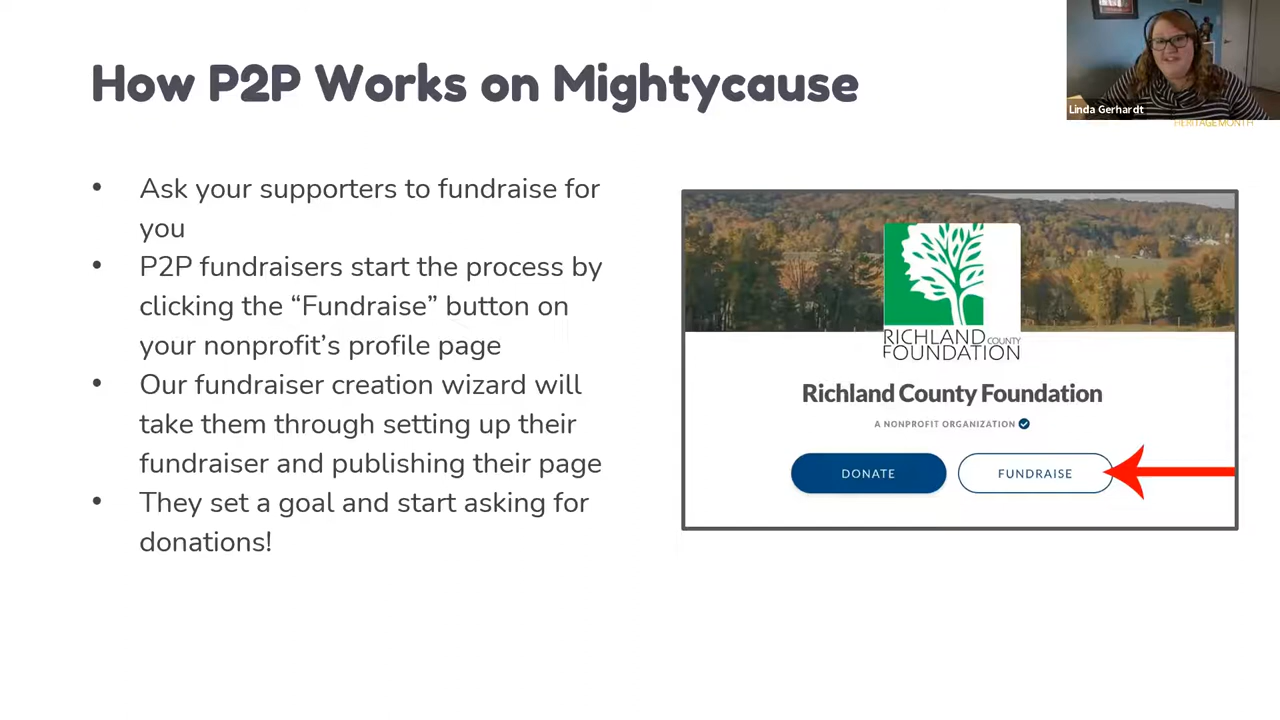 How P2P Works on Mightycause
Linda Gerhardt
HERITAGE MONTH
• Ask your supporters to fundraise for
you
• P2P fundraisers start the process by
clicking the “Fundraise” button on
your nonprofit’s profile page
• Our fundraiser creation wizard will
take them through setting up their
fundraiser and publishing their page
• They set a goal and start asking for
donations!
RICHLAND COUNTY
FOUNDATION
Richland County Foundation
A NONPROFIT ORGANIZATION
DONATE
FUNDRAISE